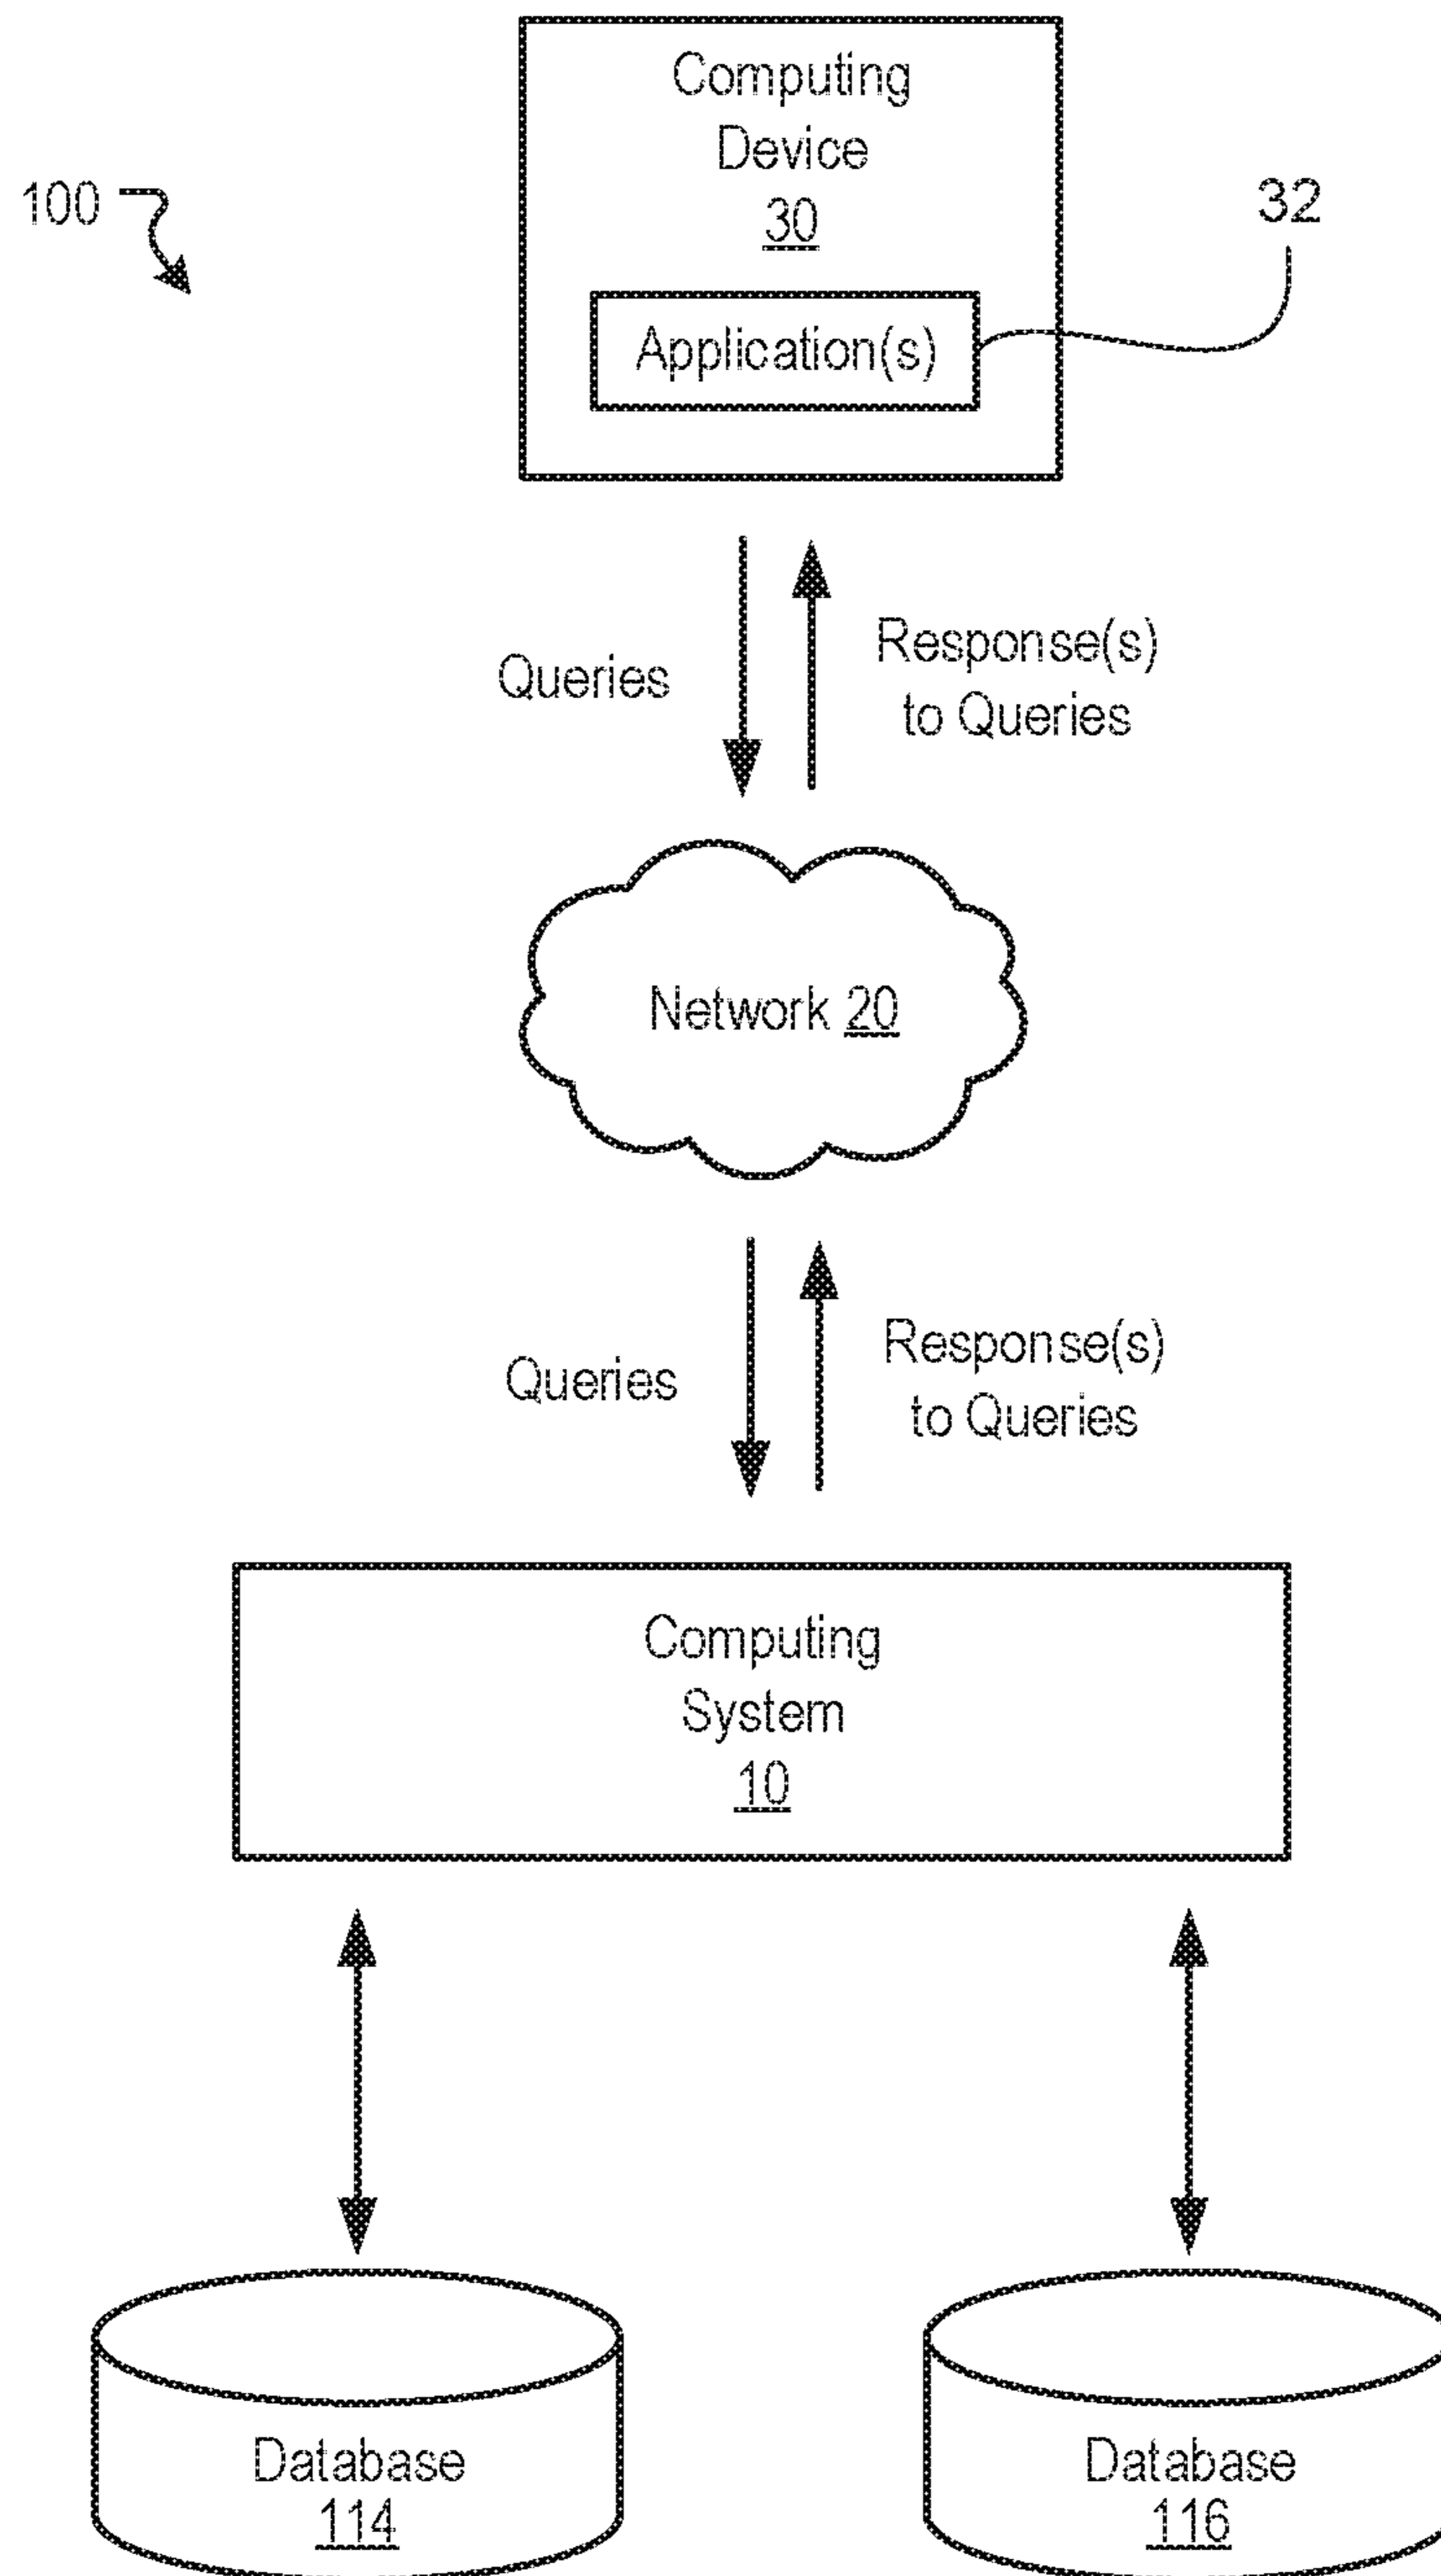 Computing
Device
30
100
32
Application(s)
Queries
Response(s)
to Queries
Network 20
Queries
Response(s)
to Queries
Computing
System
10
Database
114
Database
116